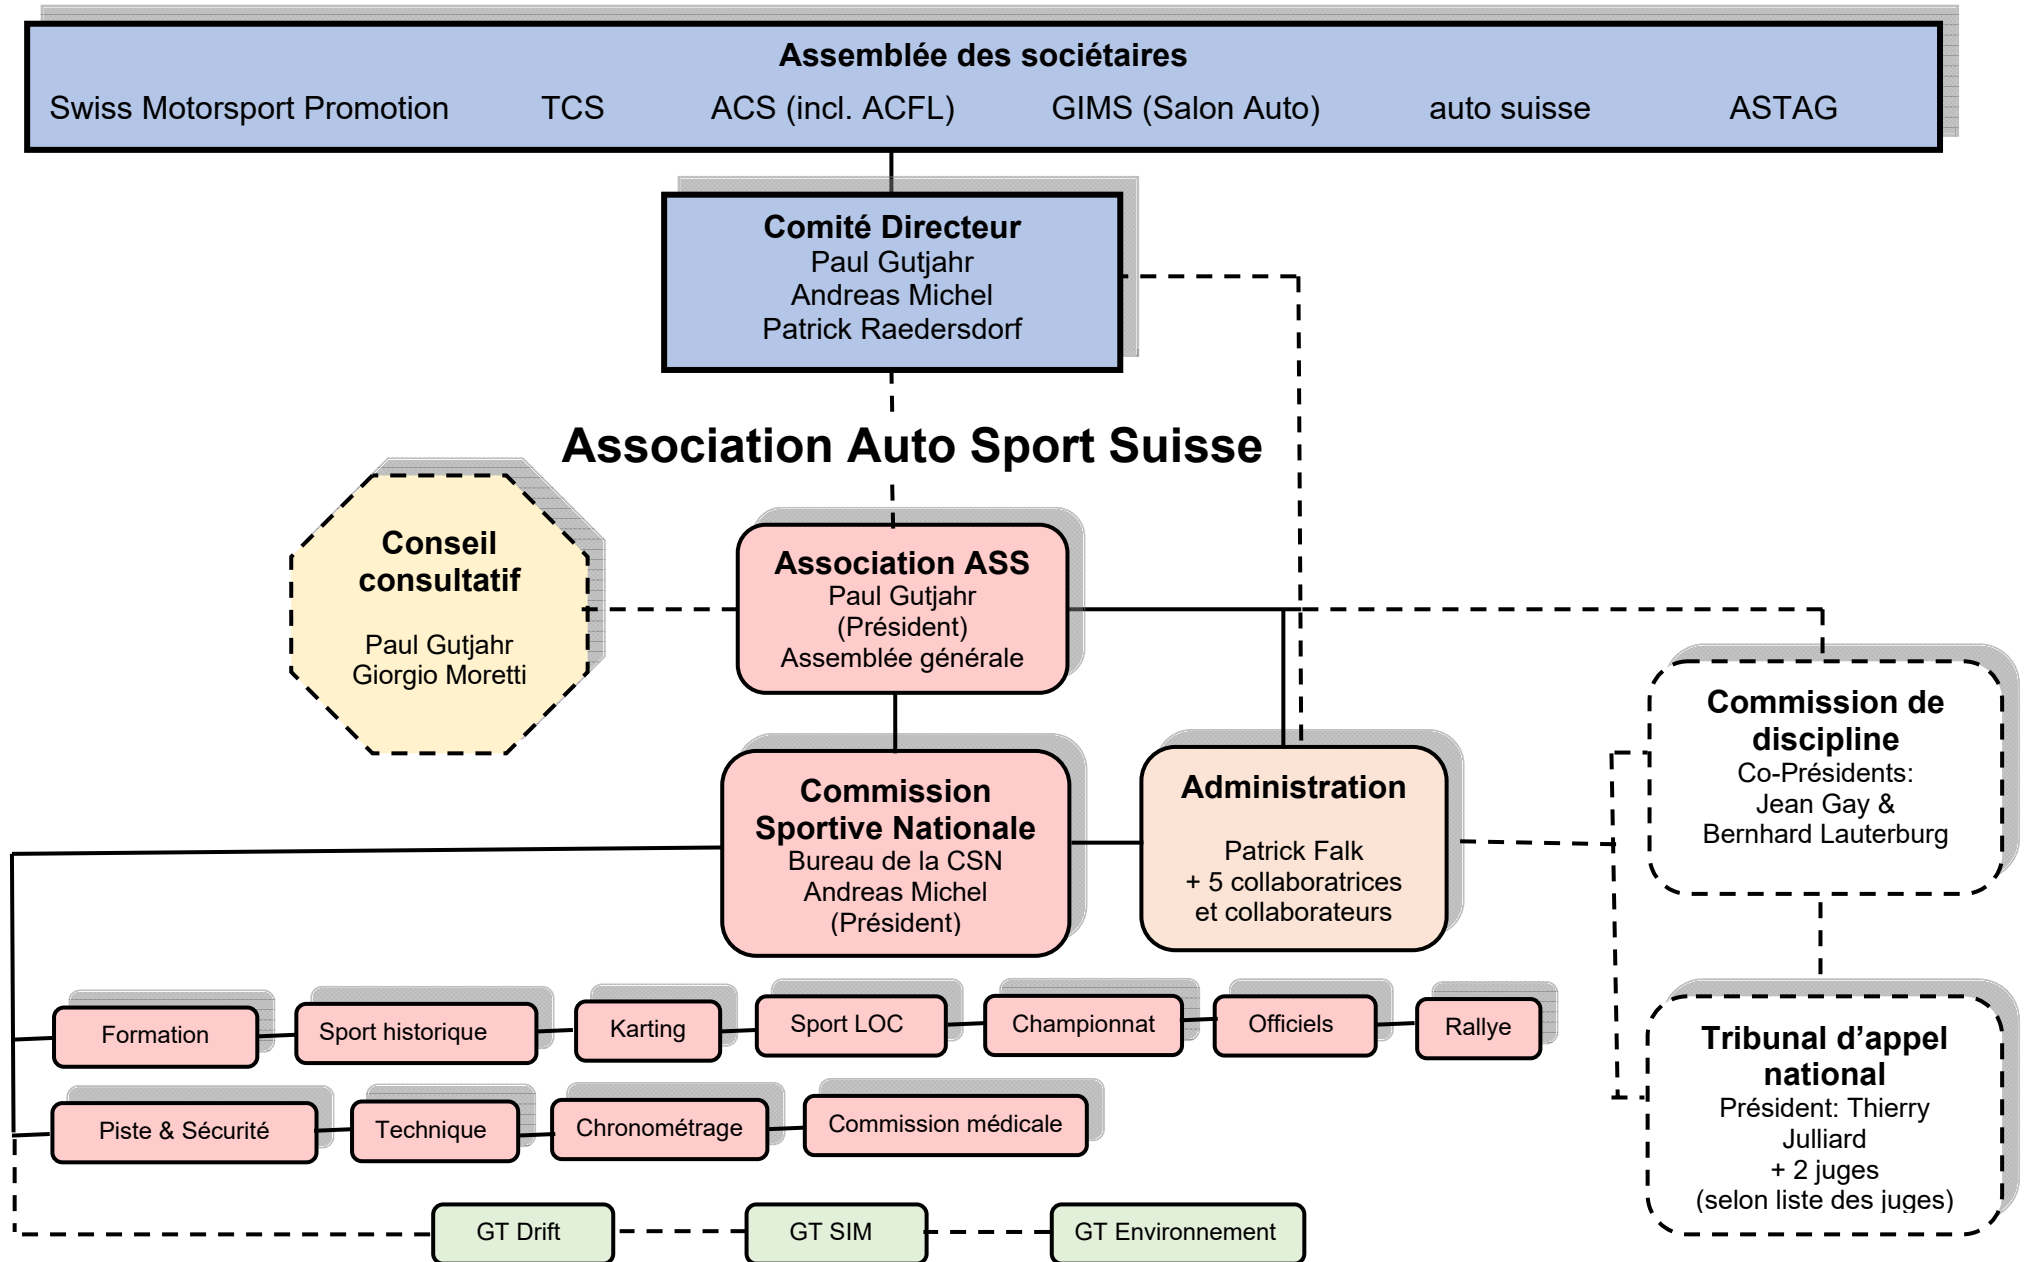 Assemblée des sociétaires
Swiss Motorsport Promotion TCS ACS (incl. ACFL) GIMS (Salon Auto) auto suisse ASTAG
Comité Directeur
Paul Gutjahr
Andreas Michel
Patrick Raedersdorf
Association Auto Sport Suisse
Conseil
consultatif
Paul Gutjahr
Giorgio Moretti
Association ASS
Paul Gutjahr
(Président)
Assemblée générale
Commission
Sportive Nationale
Bureau de la CSN
Andreas Michel
(Président)
Administration
Patrick Falk
+ 5 collaboratrices
et collaborateurs
Commission de
discipline
Co-Présidents:
Jean Gay &
Bernhard Lauterburg
Tribunal d’appel
national
Président: Thierry
Julliard
+ 2 juges
(selon liste des juges)
Formation
Sport historique
Karting
Sport LOC
Championnat
Officiels
Rallye
Piste & Sécurité
Technique
Chronométrage
Commission médicale
GT Drift
GT SIM
GT Environnement